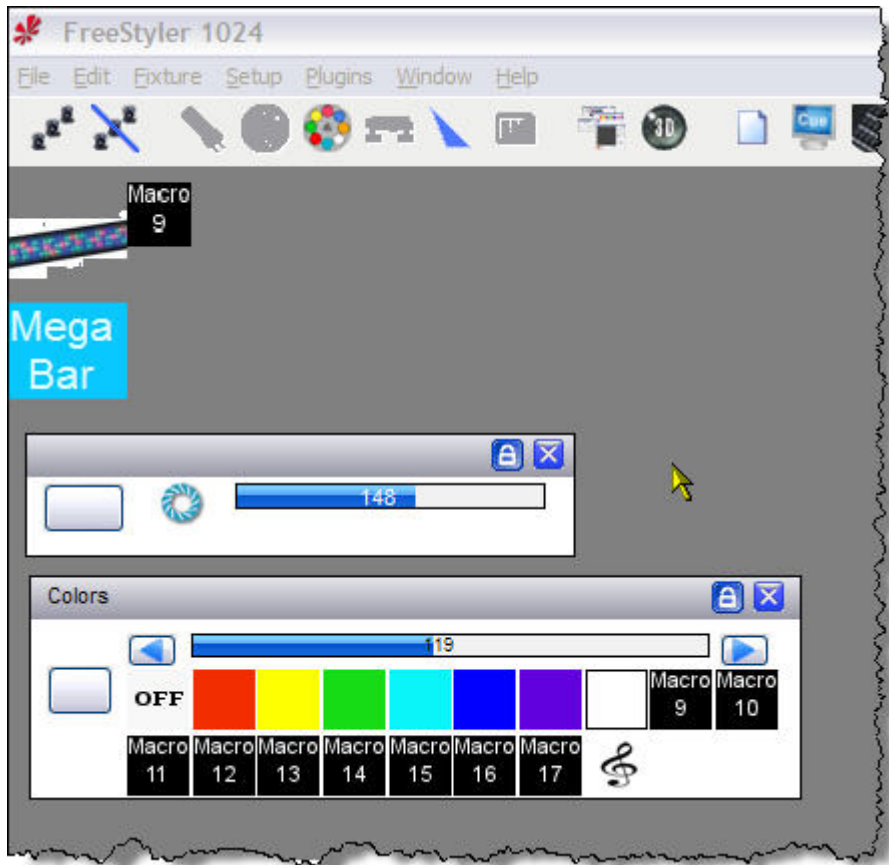 FreeStyler 1024
File Edit Fixture Setup Plugins Window Help
3D
Cue
Macro
9
Mega
Bar
148
Colors
119
OFF
Macro Macro
9 10
Macro Macro Macro Macro Macro Macro Macro
11 12 13 14 15 16 17